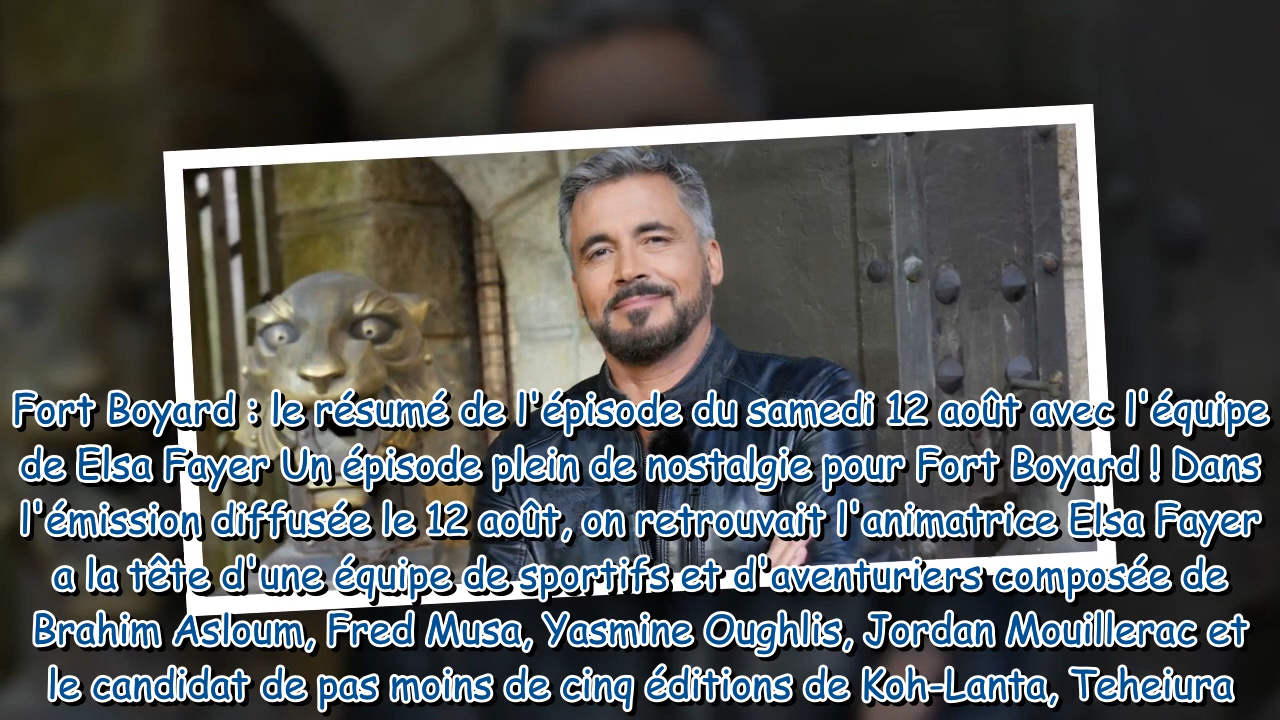 Fort Boyard : le résumé de l'épisode du samedi 12 août avec l'équipe
de Elsa Fayer Un épisode plein de nostalgie pour Fort Boyard ! Dans
l'émission diffusée le 12 août, on retrouvait l'animatrice Elsa Fayer
a la tête d'une équipe de sportifs et d'aventuriers composée de
Brahim Asloum, Fred Musa, Yasmine Oughlis, Jordan Mouillerac et
le candidat de pas moins de cinq éditions de Koh-Lanta, Teheiura